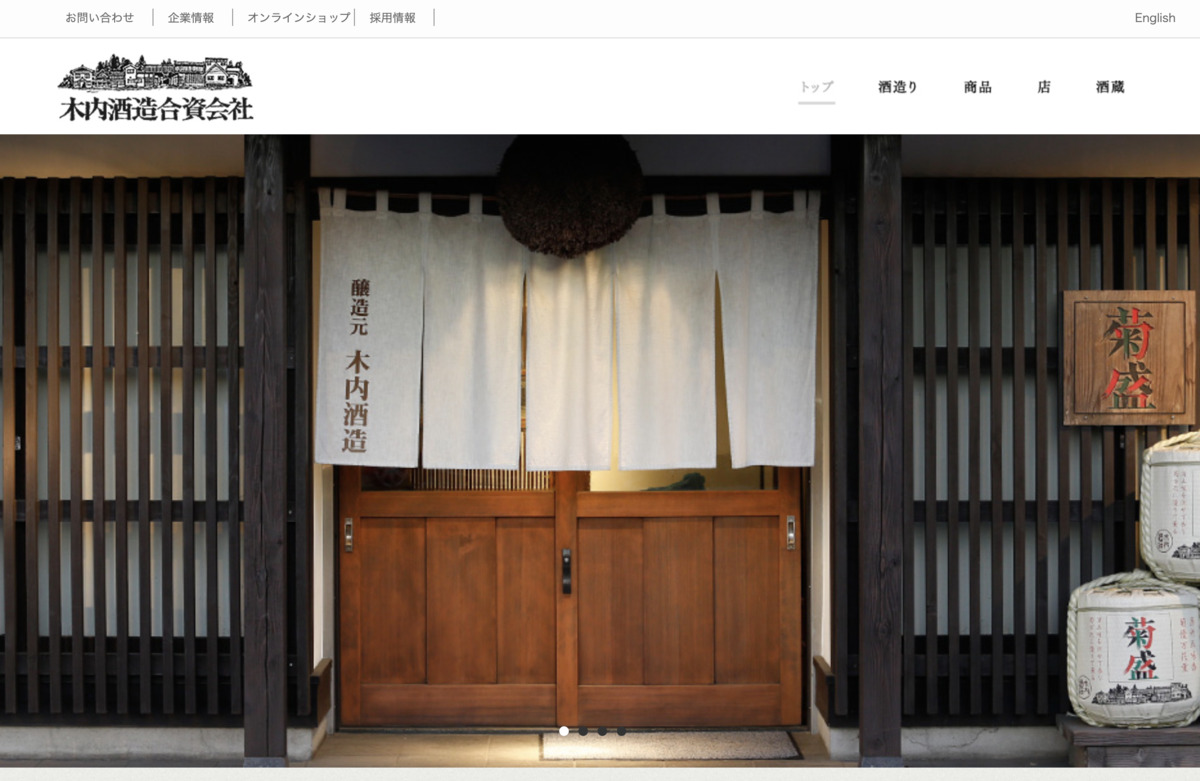 お問い合わせ
企業情報
オンラインショップ
採用情報
English
木内酒造合資会社
トップ
酒造り
商品
店
酒蔵
醸造元 木内酒造
菊盛
菊盛